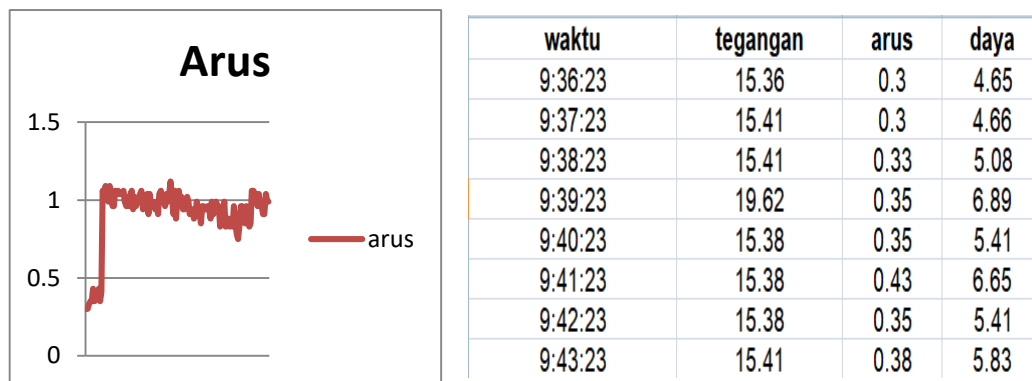 Arus
1.5
1
0.5
0
arus
waktu tegangan arus daya
9:36:23 15.36 0.3 4.65
9:37:23 15.41 0.3 4.66
9:38:23 15.41 0.33 5.08
9:39:23 19.62 0.35 6.89
9:40:23 15.38 0.35 5.41
9:41:23 15.38 0.43 6.65
9:42:23 15.38 0.35 5.41
9:43:23 15.41 0.38 5.83